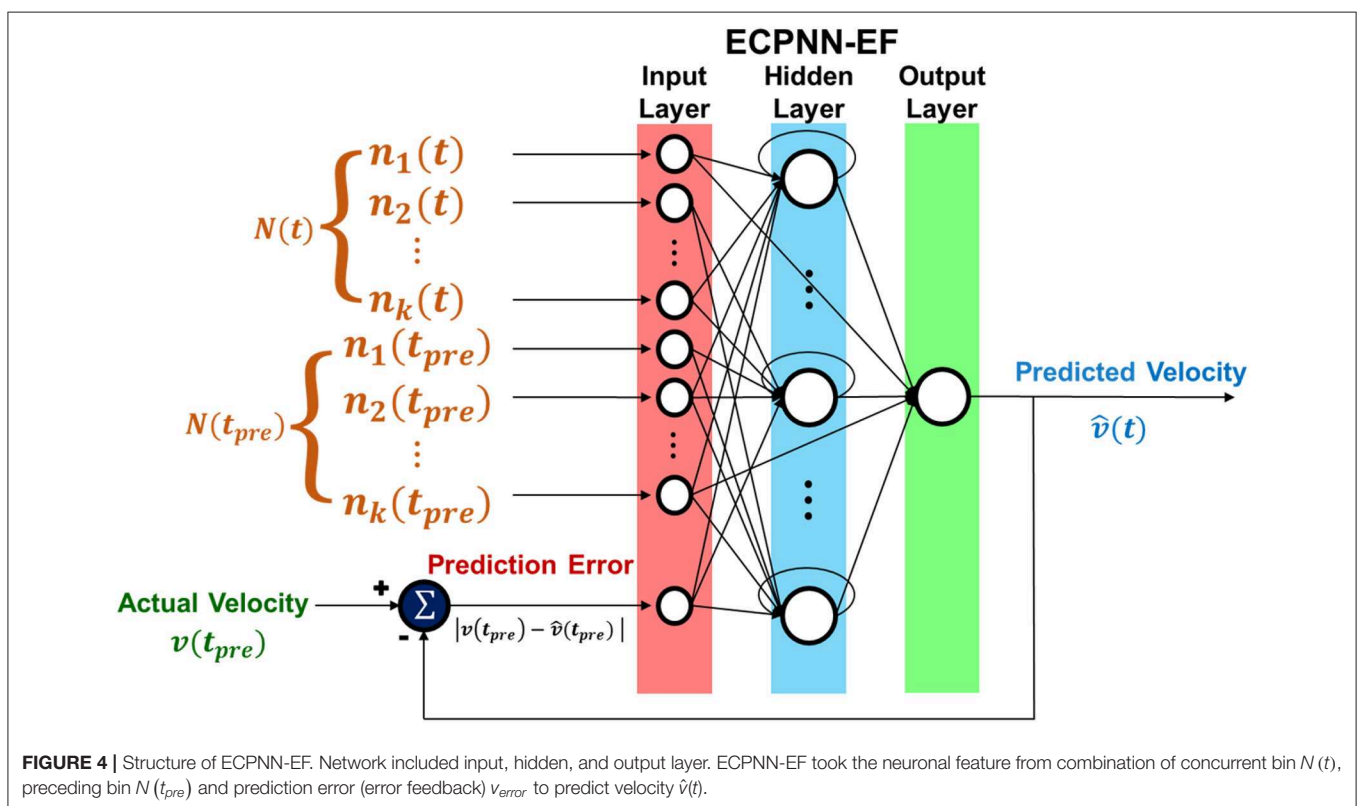 ECPNN-EF
Input
Layer
Hidden
Layer
Output
Layer
n₁(t)
n₂(t)
⋮
nₖ(t)
N(t)
n₁(tₚᵣₑ)
n₂(tₚᵣₑ)
⋮
nₖ(tₚᵣₑ)
N(tₚᵣₑ)
Predicted Velocity
v̂(t)
Prediction Error
Actual Velocity
v(tₚᵣₑ)
+
-
Σ
|v(tₚᵣₑ) − v̂(tₚᵣₑ)|
FIGURE 4 | Structure of ECPNN-EF. Network included input, hidden, and output layer. ECPNN-EF took the neuronal feature from combination of concurrent bin N(t),
preceding bin N(tₚᵣₑ) and prediction error (error feedback) vₑᵣᵣₒᵣ to predict velocity v̂(t).